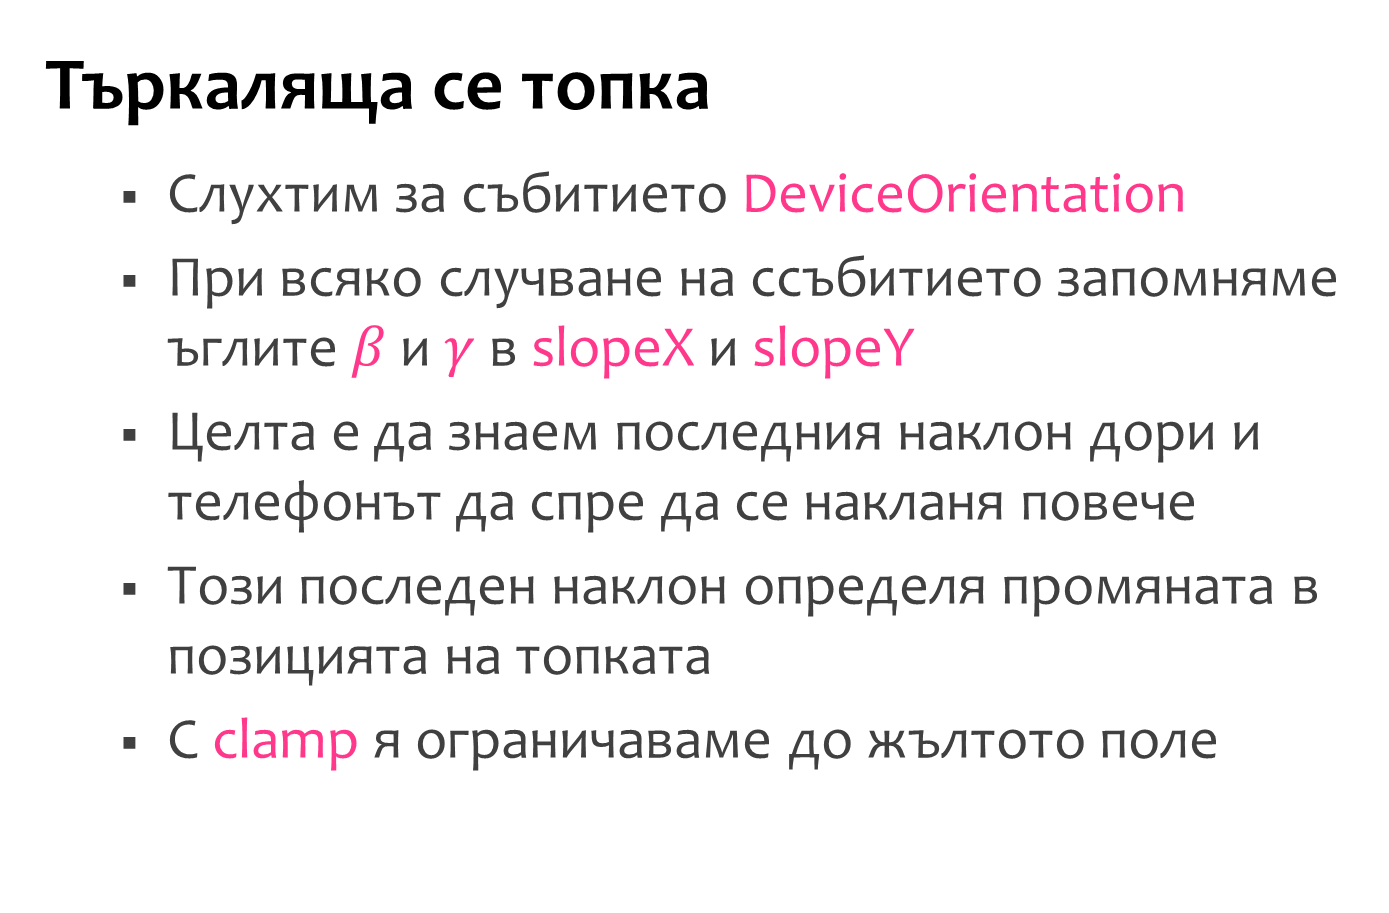 Търкаляща се топка
▪ Слухтим за събитието DeviceOrientation
▪ При всяко случване на ссъбитието запомняме
ъглите β и γ в slopeX и slopeY
▪ Целта е да знаем последния наклон дори и
телефонът да спре да се накланя повече
▪ Този последен наклон определя промяната в
позицията на топката
▪ С clamp я ограничаваме до жълтото поле